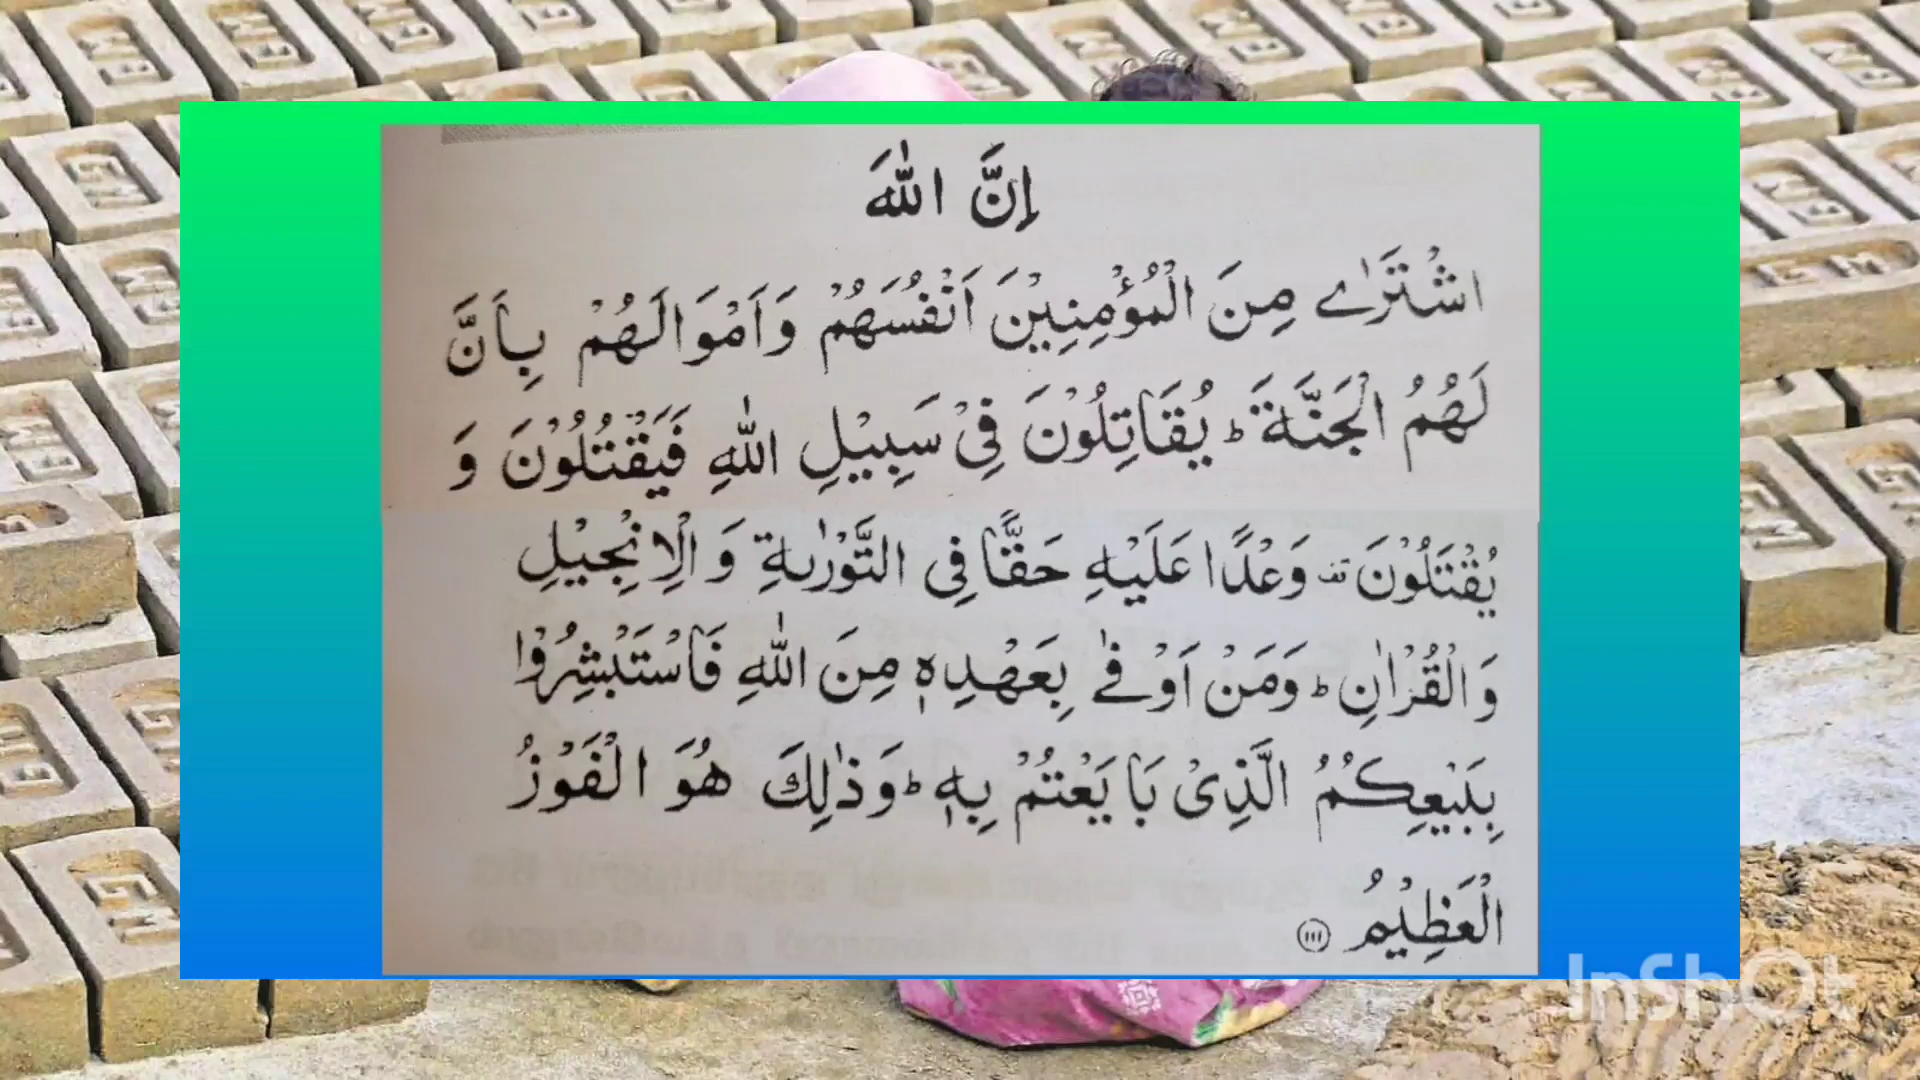 اِنَّ اللّٰهَ
اشْتَرٰے مِنَ الْمُؤْمِنِيْنَ اَنْفُسَهُمْ وَاَمْوَالَهُمْ بِاَنَّ
لَهُمُ الْجَنَّةَ ؕ يُقَاتِلُوْنَ فِيْ سَبِيْلِ اللّٰهِ فَيَقْتُلُوْنَ وَ
يُقْتَلُوْنَ قف وَعْدًا عَلَيْهِ حَقًّا فِى التَّوْرٰىةِ وَ الْاِنْجِيْلِ
وَ الْقُرْاٰنِ ؕ وَمَنْ اَوْفٰے بِعَهْدِهٖ مِنَ اللّٰهِ فَاسْتَبْشِرُوْا
بِبَيْعِكُمُ الَّذِىْ بَايَعْتُمْ بِهٖ ؕ وَذٰلِكَ هُوَ الْفَوْزُ
الْعَظِيْمُ ﴿۱۱۱﴾
InShOt